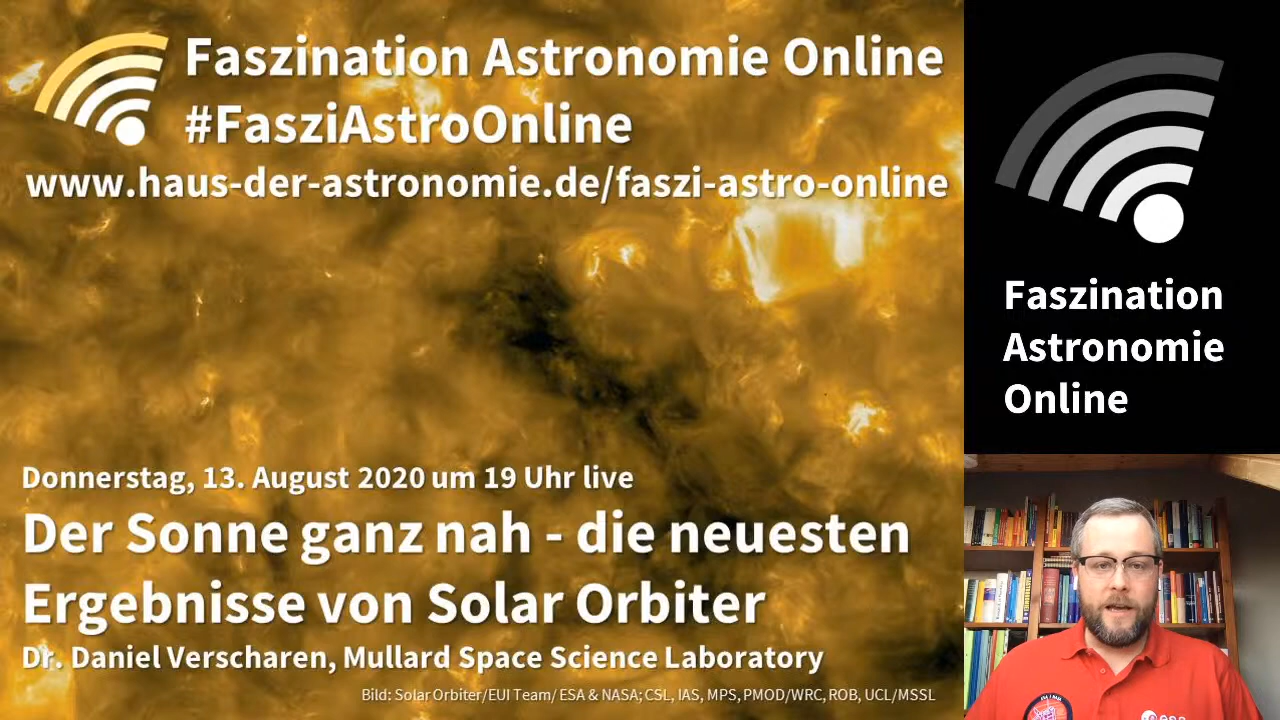 Faszination Astronomie Online
#FasziAstroOnline
www.haus-der-astronomie.de/faszi-astro-online
Donnerstag, 13. August 2020 um 19 Uhr live
Der Sonne ganz nah - die neuesten
Ergebnisse von Solar Orbiter
Dr. Daniel Verscharen, Mullard Space Science Laboratory
Bild: Solar Orbiter/EUI Team/ ESA & NASA; CSL, IAS, MPS, PMOD/WRC, ROB, UCL/MSSL
Faszination
Astronomie
Online
esa